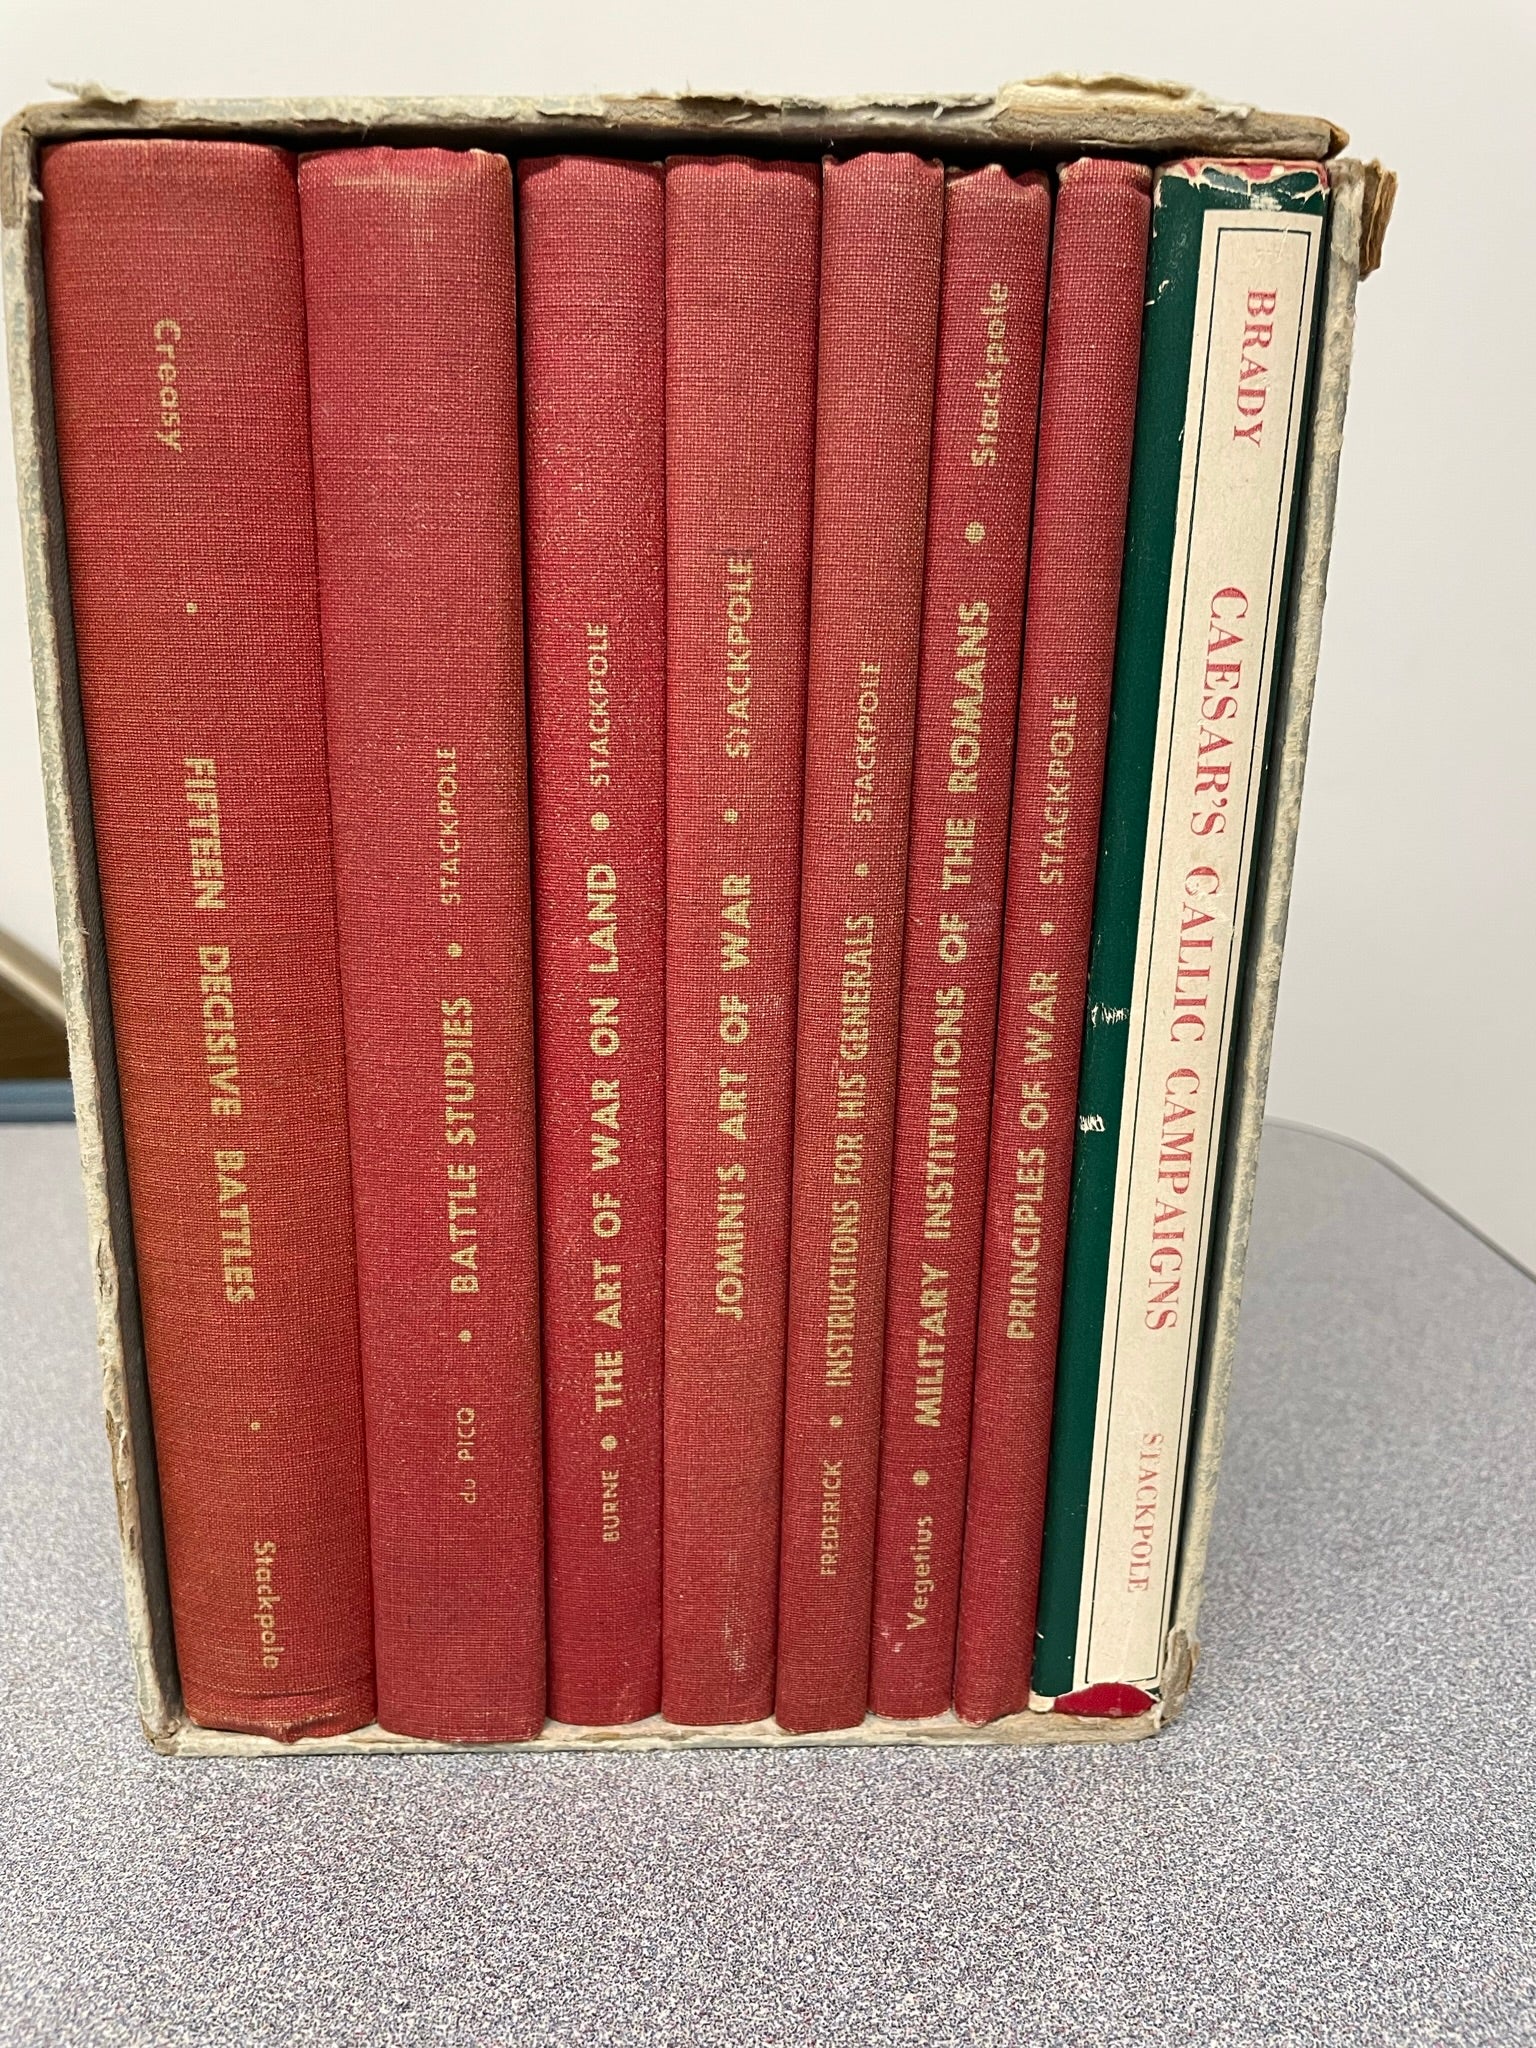 Creasy • FIFTEEN DECISIVE BATTLES • Stackpole
du PICQ • BATTLE STUDIES • STACKPOLE
BURNE • THE ART OF WAR ON LAND • STACKPOLE
JOMINI'S ART OF WAR • STACKPOLE
FREDERICK • INSTRUCTIONS FOR HIS GENERALS • STACKPOLE
Vegetius • MILITARY INSTITUTIONS OF THE ROMANS • Stackpole
PRINCIPLES OF WAR • STACKPOLE
BRADY CAESAR'S GALLIC CAMPAIGNS STACKPOLE